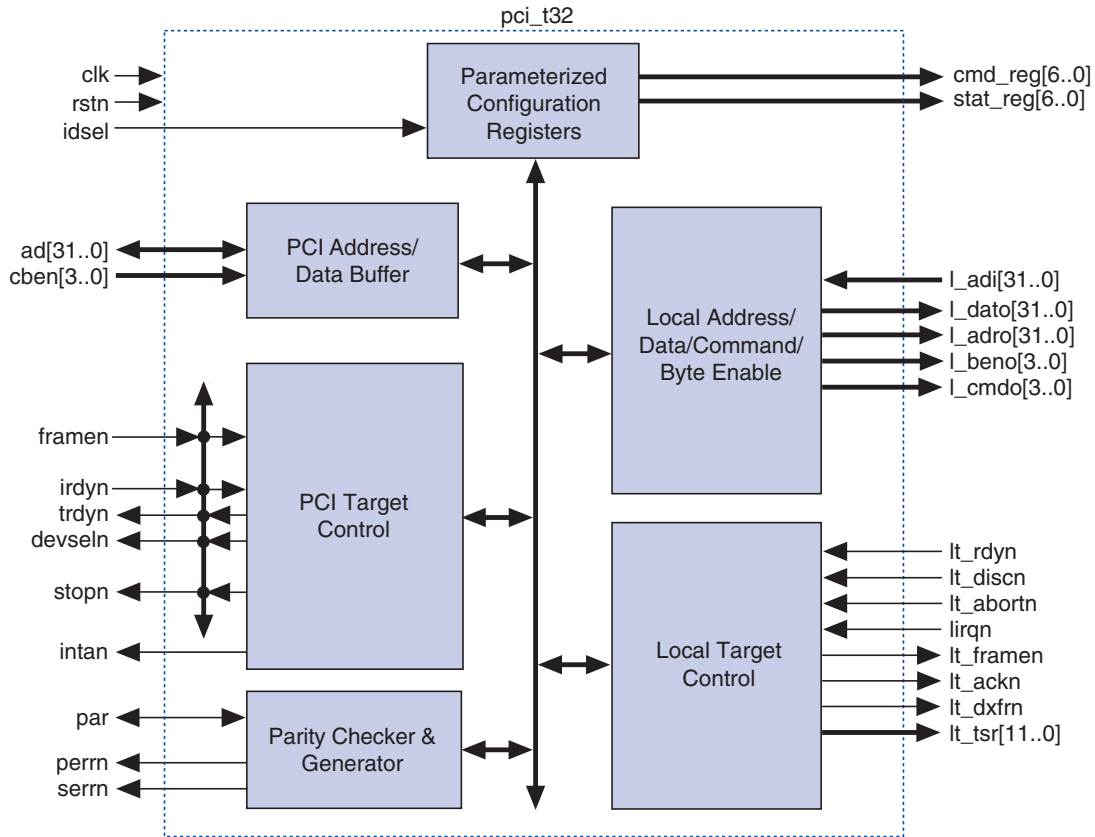 pci_t32
clk
rstn
idsel
Parameterized
Configuration
Registers
cmd_reg[6..0]
stat_reg[6..0]
ad[31..0]
cben[3..0]
PCI Address/
Data Buffer
Local Address/
Data/Command/
Byte Enable
l_adi[31..0]
l_dato[31..0]
l_adro[31..0]
l_beno[3..0]
l_cmdo[3..0]
framen
irdyn
trdyn
devseln
stopn
intan
PCI Target
Control
Local Target
Control
lt_rdyn
lt_discn
lt_abortn
lirqn
lt_framen
lt_ackn
lt_dxfrn
lt_tsr[11..0]
par
perrn
serrn
Parity Checker &
Generator